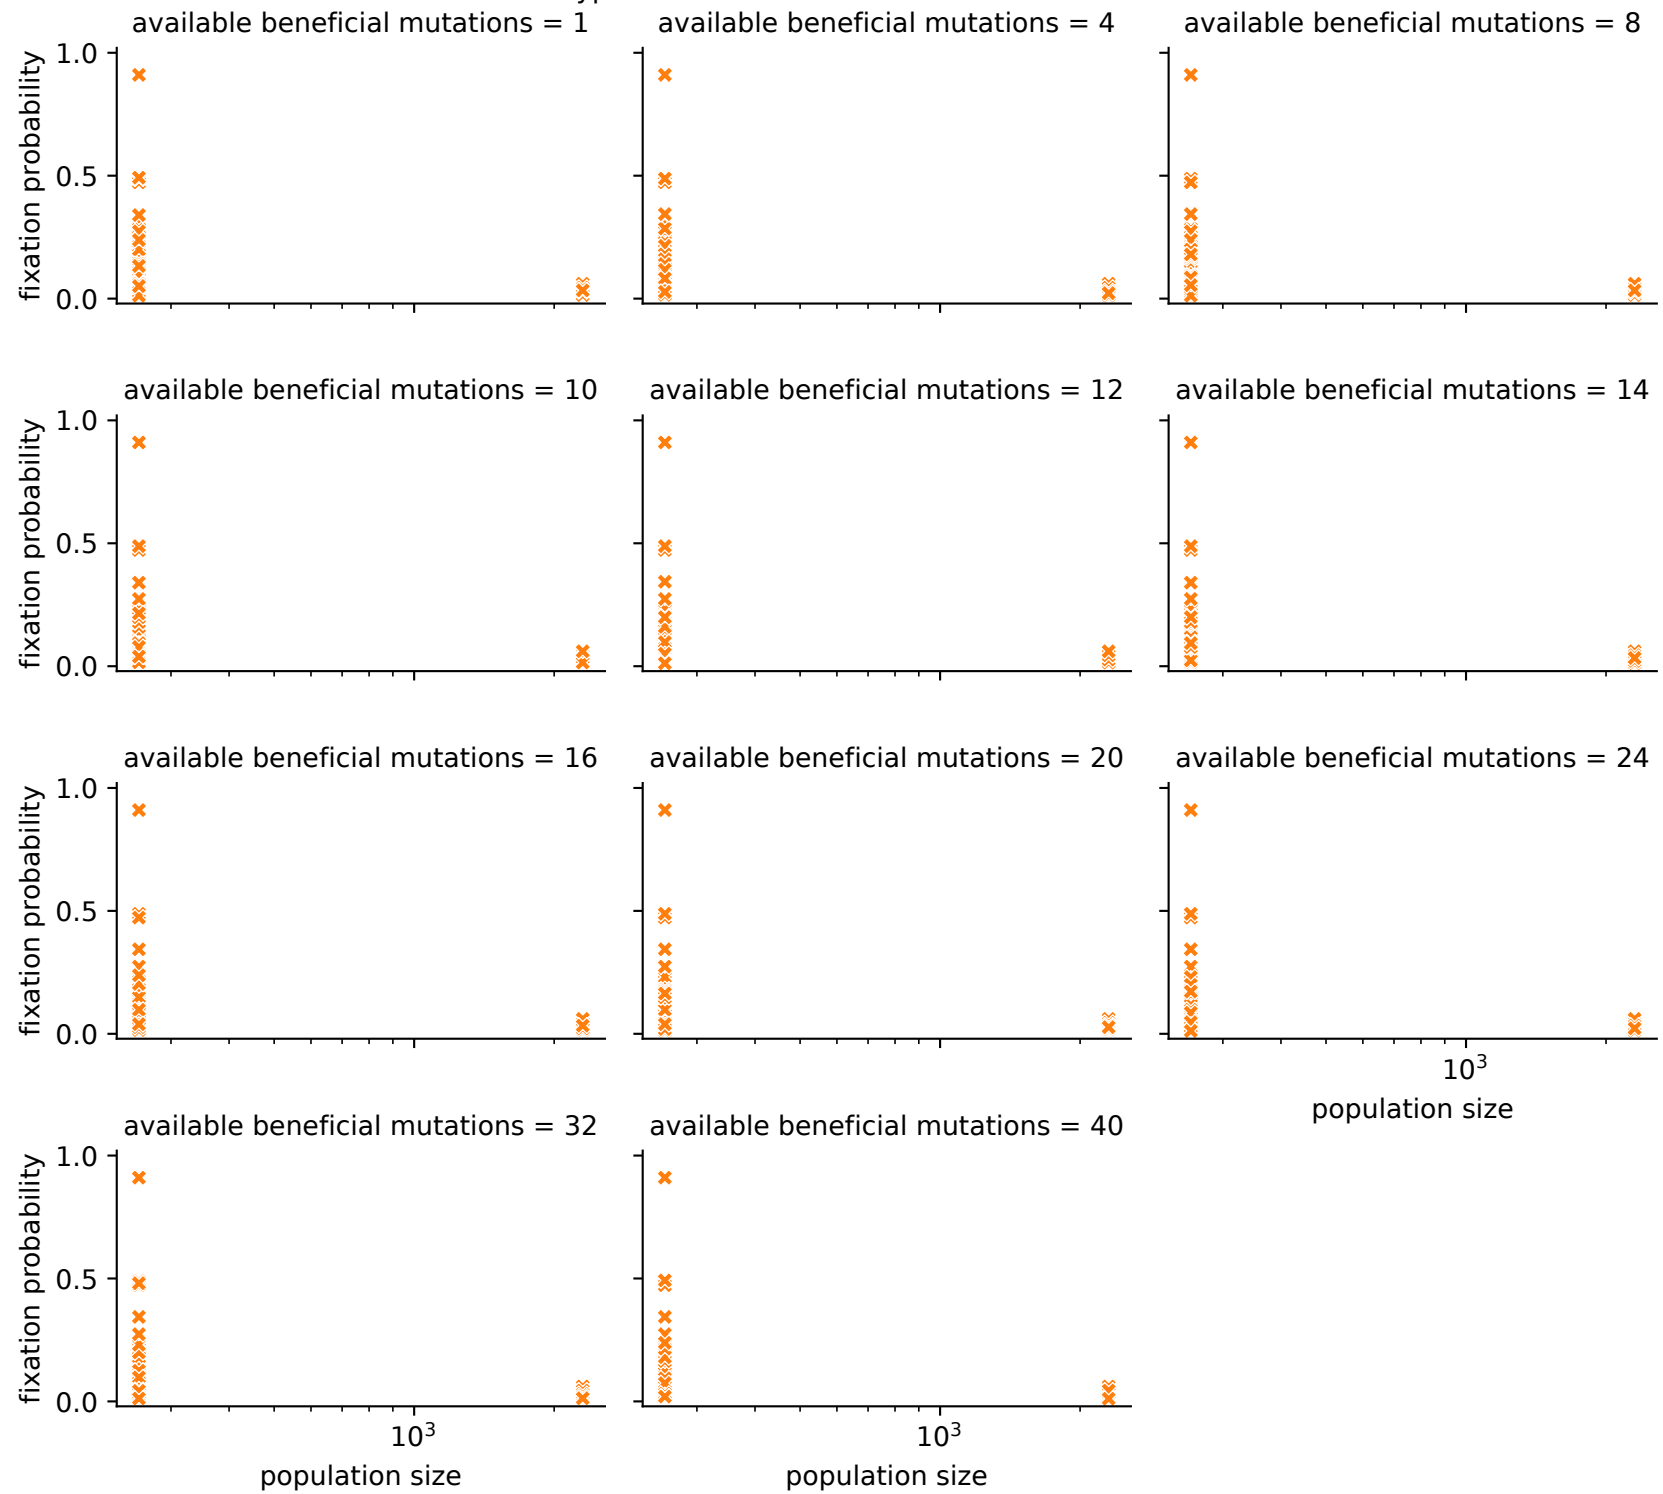 available beneficial mutations = 1
available beneficial mutations = 4
available beneficial mutations = 8
1.0
0.5
0.0
fixation probability
available beneficial mutations = 10
available beneficial mutations = 12
available beneficial mutations = 14
1.0
0.5
0.0
fixation probability
available beneficial mutations = 16
available beneficial mutations = 20
available beneficial mutations = 24
1.0
0.5
0.0
fixation probability
10³
population size
available beneficial mutations = 32
available beneficial mutations = 40
1.0
0.5
0.0
fixation probability
10³
10³
population size
population size